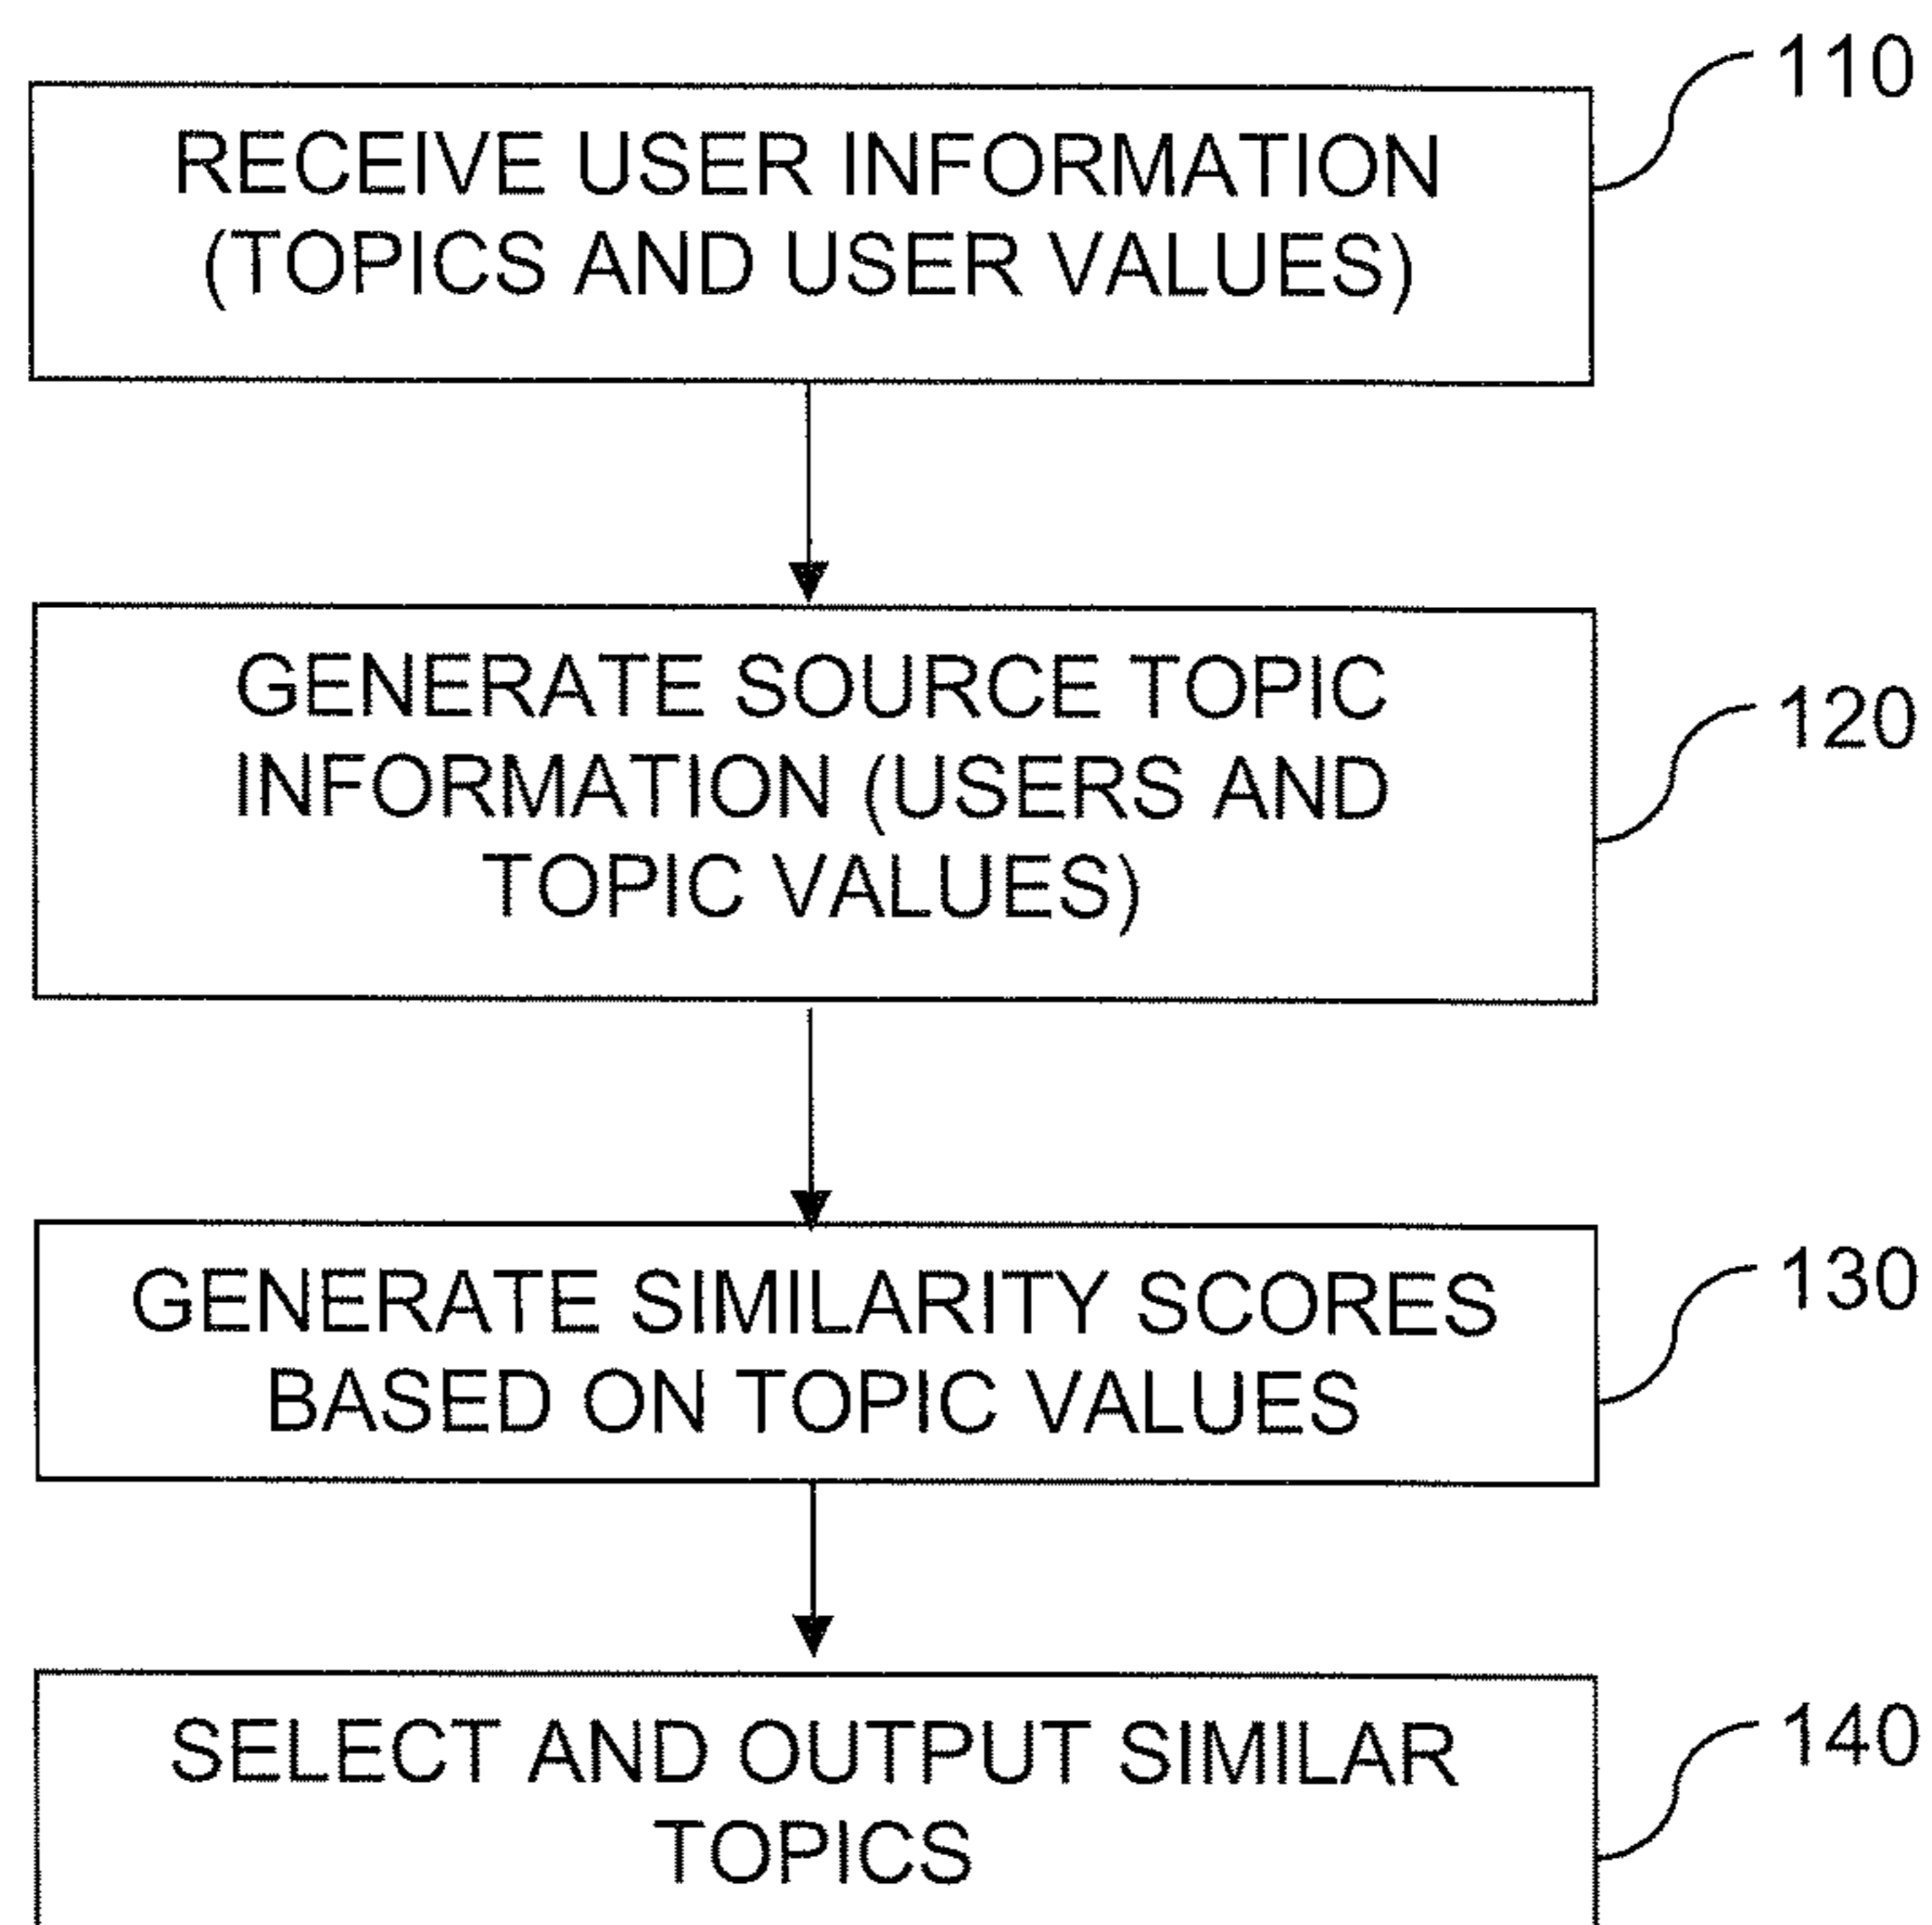 110
RECEIVE USER INFORMATION
(TOPICS AND USER VALUES)
GENERATE SOURCE TOPIC
INFORMATION (USERS AND
TOPIC VALUES)
120
GENERATE SIMILARITY SCORES
BASED ON TOPIC VALUES
130
SELECT AND OUTPUT SIMILAR
TOPICS
140